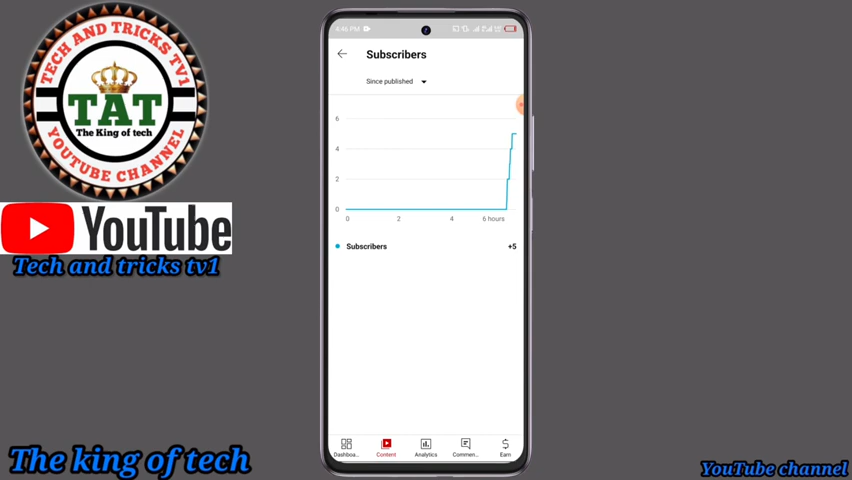 TECH AND TRICKS TV1
TAT
The King of tech
YOUTUBE CHANNEL
YouTube
Tech and tricks tv1
The king of tech
4:46 PM
Subscribers
Since published
6
4
2
0
0 2 4 6 hours
Subscribers +5
Dashboa... Content Analytics Commen... Earn
YouTube channel